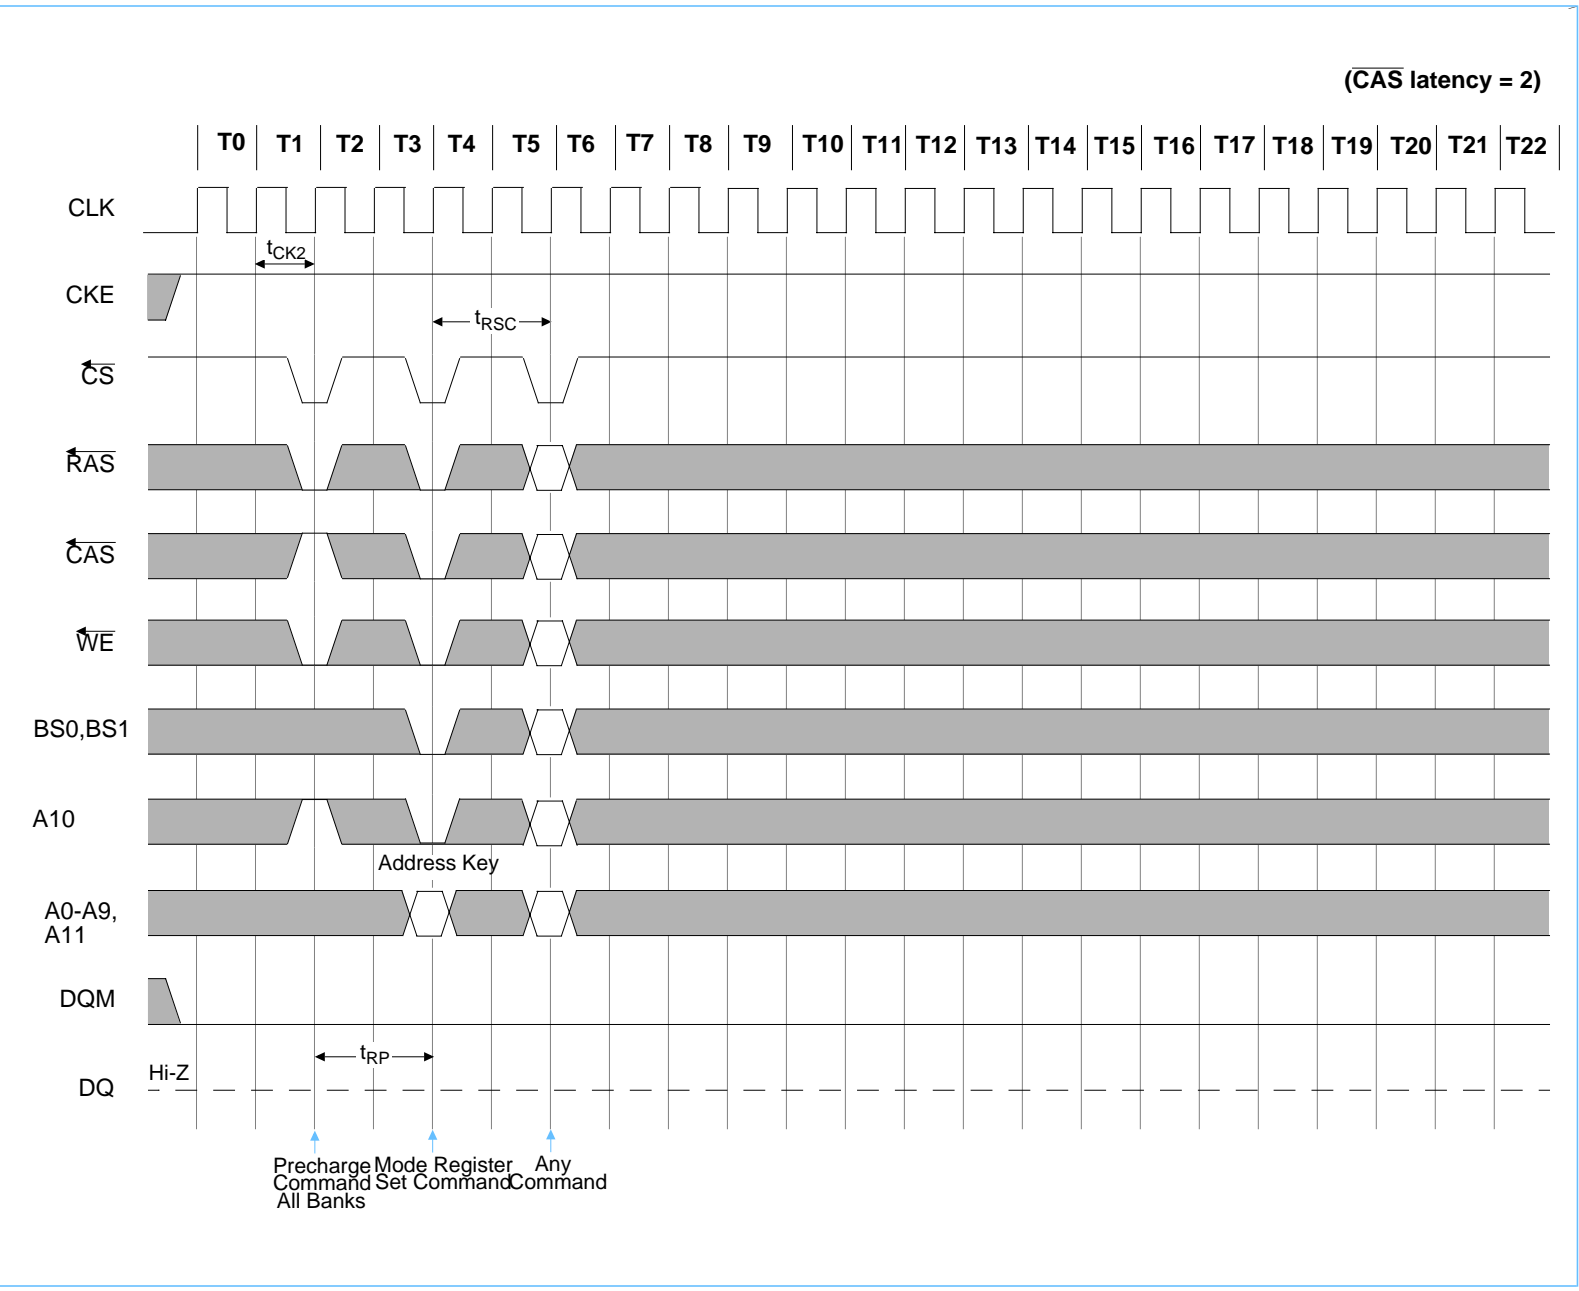 (CAS latency = 2)
T0 T1 T2 T3 T4 T5 T6 T7 T8 T9 T10 T11 T12 T13 T14 T15 T16 T17 T18 T19 T20 T21 T22
CLK
tCK2
CKE
tRSC
CS
RAS
CAS
WE
BS0,BS1
A10
Address Key
A0-A9,
A11
DQM
tRP
Hi-Z
DQ
Precharge
Command
All Banks
Mode Register
Set Command
Any
Command